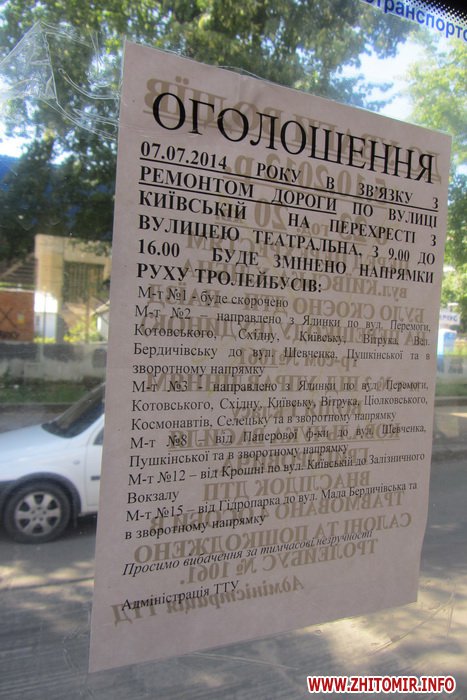 транспорто
ОГОЛОШЕННЯ
07.07.2014 РОКУ В ЗВ'ЯЗКУ З
РЕМОНТОМ ДОРОГИ ПО ВУЛИЦІ
КИЇВСЬКІЙ НА ПЕРЕХРЕСТІ З
ВУЛИЦЕЮ ТЕАТРАЛЬНА, З 9.00 ДО
16.00 БУДЕ ЗМІНЕНО НАПРЯМКИ
РУХУ ТРОЛЕЙБУСІВ:
М-т №1 - буде скорочено
М-т №2 – направлено з Ялинки по вул. Перемоги,
Котовського, Східну, Київську, Вітрука, Вел.
Бердичівську до вул. Шевченка, Пушкінської та в
зворотному напрямку
М-т №3 – направлено із Ялинки по вул. Перемоги,
Котовського, Східну, Київську, Вітрука, Ціолковського,
Космонавтів, Селецьку та в зворотному напрямку
М-т №8 – від Паперової ф-ки до вул. Шевченка,
Пушкінської та в зворотному напрямку
М-т №12 – від Крошні по вул. Київській до Залізничного
Вокзалу
М-т №15 – від Гідропарка до вул. Мала Бердичівська та
в зворотному напрямку
Просимо вибачення за тимчасові незручності
Адміністрація ТТУ
WWW.ZHITOMIR.INFO